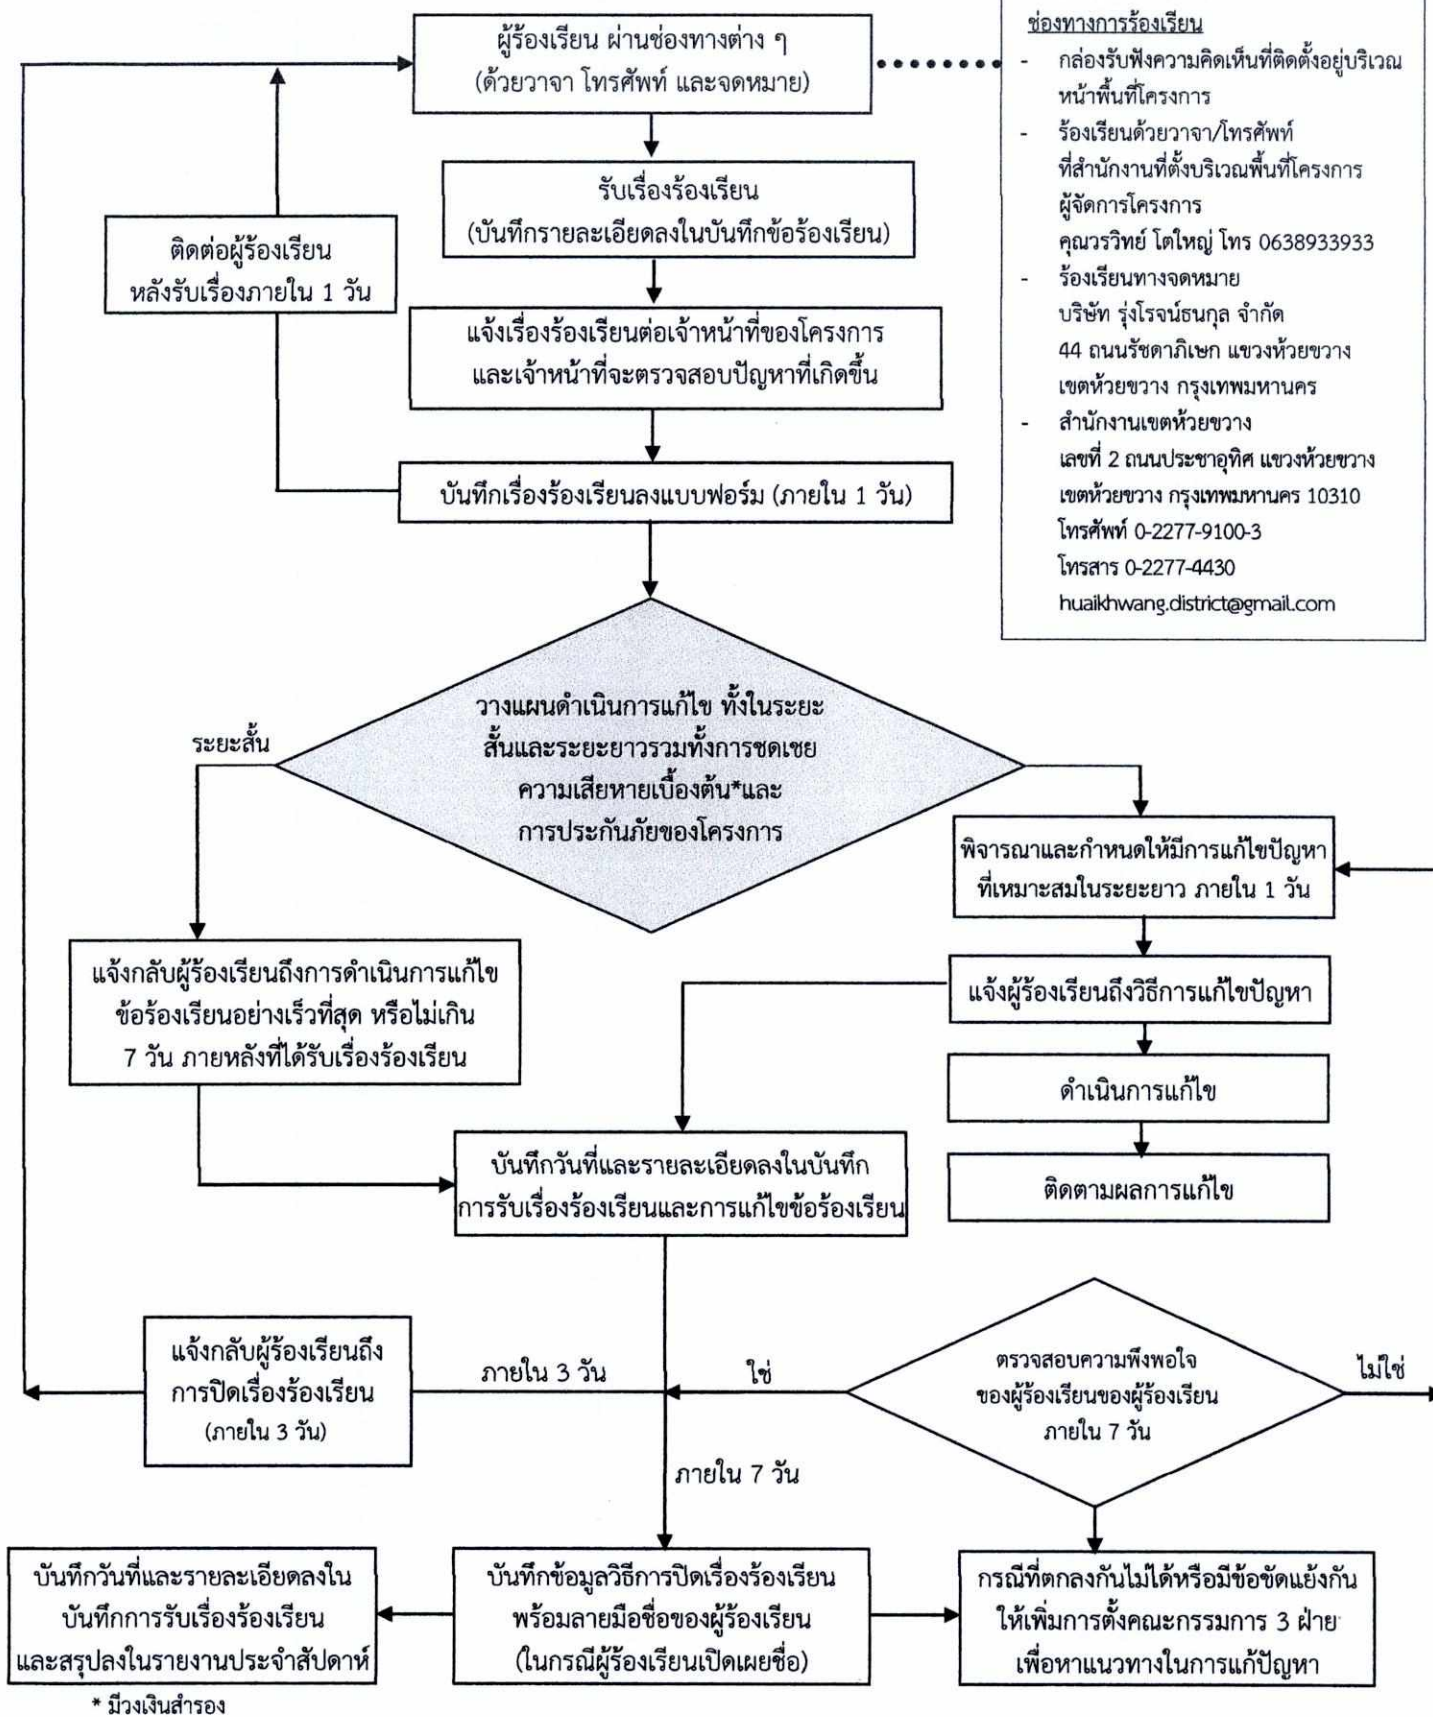 ผู้ร้องเรียน ผ่านช่องทางต่าง ๆ
(ด้วยวาจา โทรศัพท์ และจดหมาย)
ช่องทางการร้องเรียน
- กล่องรับฟังความคิดเห็นที่ติดตั้งอยู่บริเวณ
หน้าพื้นที่โครงการ
- ร้องเรียนด้วยวาจา/โทรศัพท์
ที่สำนักงานที่ตั้งบริเวณพื้นที่โครงการ
ผู้จัดการโครงการ
คุณวรวิทย์ โตใหญ่ โทร 0638933933
- ร้องเรียนทางจดหมาย
บริษัท รุ่งโรจน์ธนกุล จำกัด
44 ถนนรัชดาภิเษก แขวงห้วยขวาง
เขตห้วยขวาง กรุงเทพมหานคร
- สำนักงานเขตห้วยขวาง
เลขที่ 2 ถนนประชาอุทิศ แขวงห้วยขวาง
เขตห้วยขวาง กรุงเทพมหานคร 10310
โทรศัพท์ 0-2277-9100-3
โทรสาร 0-2277-4430
huaikhwang.district@gmail.com
รับเรื่องร้องเรียน
(บันทึกรายละเอียดลงในบันทึกข้อร้องเรียน)
ติดต่อผู้ร้องเรียน
หลังรับเรื่องภายใน 1 วัน
แจ้งเรื่องร้องเรียนต่อเจ้าหน้าที่ของโครงการ
และเจ้าหน้าที่จะตรวจสอบปัญหาที่เกิดขึ้น
บันทึกเรื่องร้องเรียนลงแบบฟอร์ม (ภายใน 1 วัน)
วางแผนดำเนินการแก้ไข ทั้งในระยะ
สั้นและระยะยาวรวมทั้งการชดเชย
ความเสียหายเบื้องต้น*และ
การประกันภัยของโครงการ
ระยะสั้น
พิจารณาและกำหนดให้มีการแก้ไขปัญหา
ที่เหมาะสมในระยะยาว ภายใน 1 วัน
แจ้งกลับผู้ร้องเรียนถึงการดำเนินการแก้ไข
ข้อร้องเรียนอย่างเร็วที่สุด หรือไม่เกิน
7 วัน ภายหลังที่ได้รับเรื่องร้องเรียน
แจ้งผู้ร้องเรียนถึงวิธีการแก้ไขปัญหา
ดำเนินการแก้ไข
ติดตามผลการแก้ไข
บันทึกวันที่และรายละเอียดลงในบันทึก
การรับเรื่องร้องเรียนและการแก้ไขข้อร้องเรียน
แจ้งกลับผู้ร้องเรียนถึง
การปิดเรื่องร้องเรียน
(ภายใน 3 วัน)
ภายใน 3 วัน
ใช่
ตรวจสอบความพึงพอใจ
ของผู้ร้องเรียนของผู้ร้องเรียน
ภายใน 7 วัน
ไม่ใช่
ภายใน 7 วัน
บันทึกวันที่และรายละเอียดลงใน
บันทึกการรับเรื่องร้องเรียน
และสรุปลงในรายงานประจำสัปดาห์
บันทึกข้อมูลวิธีการปิดเรื่องร้องเรียน
พร้อมลายมือชื่อของผู้ร้องเรียน
(ในกรณีผู้ร้องเรียนเปิดเผยชื่อ)
กรณีที่ตกลงกันไม่ได้หรือมีข้อขัดแย้งกัน
ให้เพิ่มการตั้งคณะกรรมการ 3 ฝ่าย
เพื่อหาแนวทางในการแก้ปัญหา
* มีวงเงินสำรอง